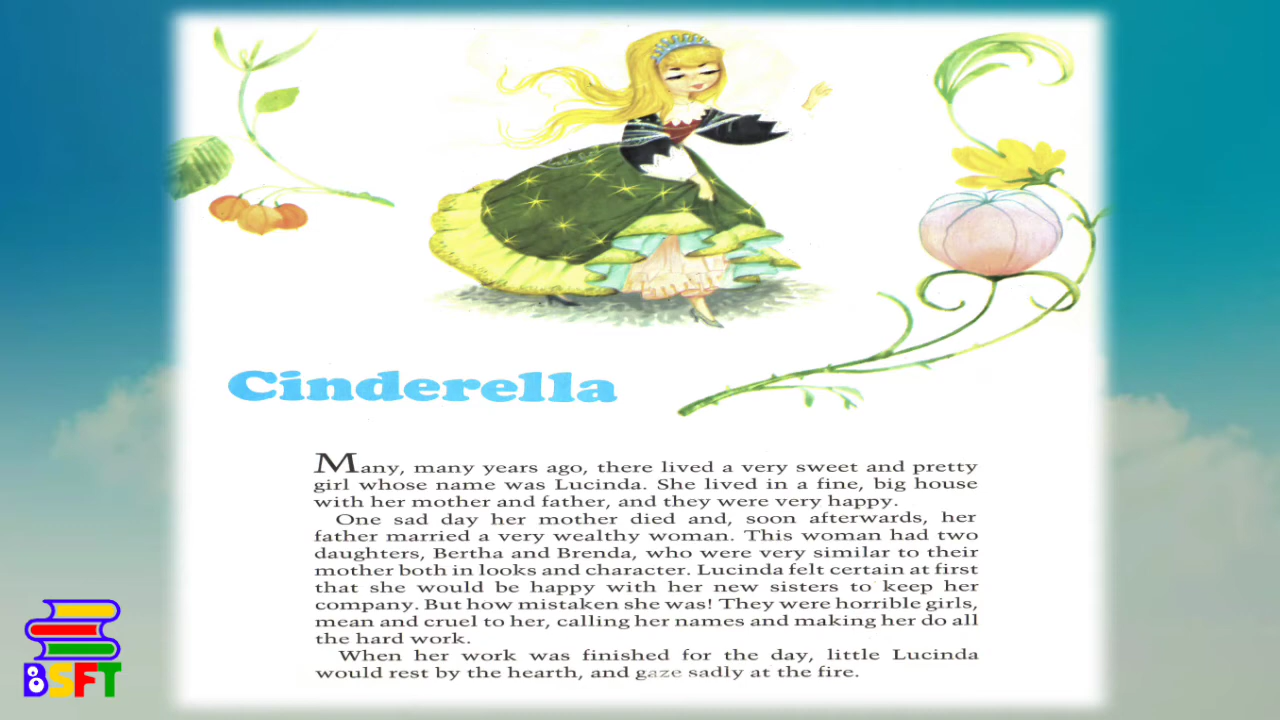 Cinderella
Many, many years ago, there lived a very sweet and pretty
girl whose name was Lucinda. She lived in a fine, big house
with her mother and father, and they were very happy.
One sad day her mother died and, soon afterwards, her
father married a very wealthy woman. This woman had two
daughters, Bertha and Brenda, who were very similar to their
mother both in looks and character. Lucinda felt certain at first
that she would be happy with her new sisters to keep her
company. But how mistaken she was! They were horrible girls,
mean and cruel to her, calling her names and making her do all
the hard work.
When her work was finished for the day, little Lucinda
would rest by the hearth, and gaze sadly at the fire.
BSFT